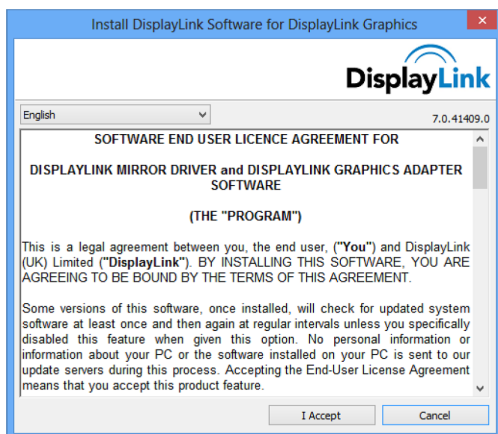 Install DisplayLink Software for DisplayLink Graphics
x
DisplayLink
English
7.0.41409.0
SOFTWARE END USER LICENCE AGREEMENT FOR
DISPLAYLINK MIRROR DRIVER and DISPLAYLINK GRAPHICS ADAPTER
SOFTWARE
(THE "PROGRAM")
This is a legal agreement between you, the end user, ("You") and DisplayLink
(UK) Limited ("DisplayLink"). BY INSTALLING THIS SOFTWARE, YOU ARE
AGREEING TO BE BOUND BY THE TERMS OF THIS AGREEMENT.
Some versions of this software, once installed, will check for updated system
software at least once and then again at regular intervals unless you specifically
disabled this feature when given this option. No personal information or
information about your PC or the software installed on your PC is sent to our
update servers during this process. Accepting the End-User License Agreement
means that you accept this product feature.
I Accept
Cancel